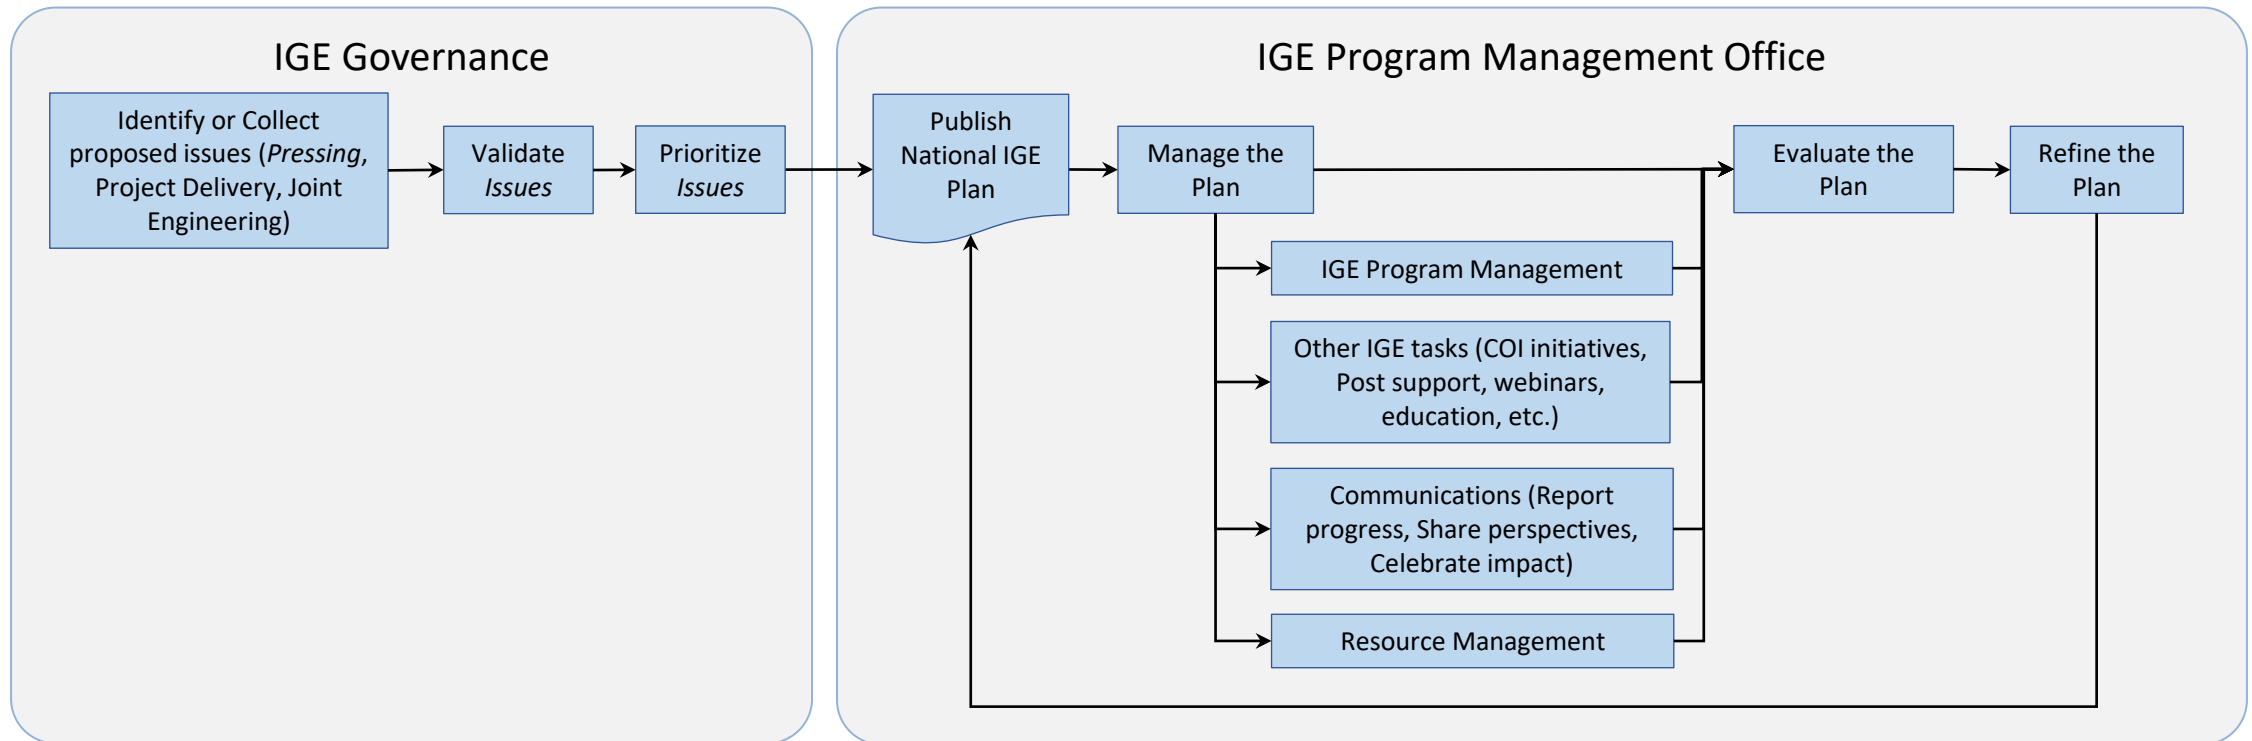 IGE Governance
Identify or Collect
proposed issues (Pressing,
Project Delivery, Joint
Engineering)
Validate
Issues
Prioritize
Issues
IGE Program Management Office
Publish
National IGE
Plan
Manage the
Plan
IGE Program Management
Other IGE tasks (COI initiatives,
Post support, webinars,
education, etc.)
Communications (Report
progress, Share perspectives,
Celebrate impact)
Resource Management
Evaluate the
Plan
Refine the
Plan